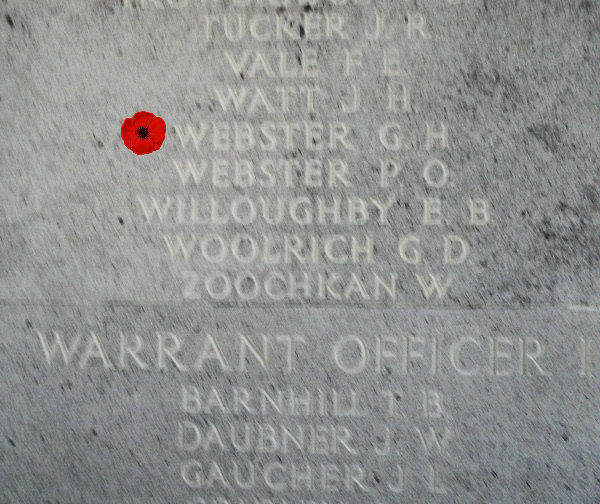 TUCKER J R
VALE F E
WATT J H
WEBSTER G H
WEBSTER P O
WILLOUGHBY E B
WOOLRICH G D
ZOOCHKAN W
WARRANT OFFICER I
BARNHILL T B
DAUBNER J W
GAUCHER J L